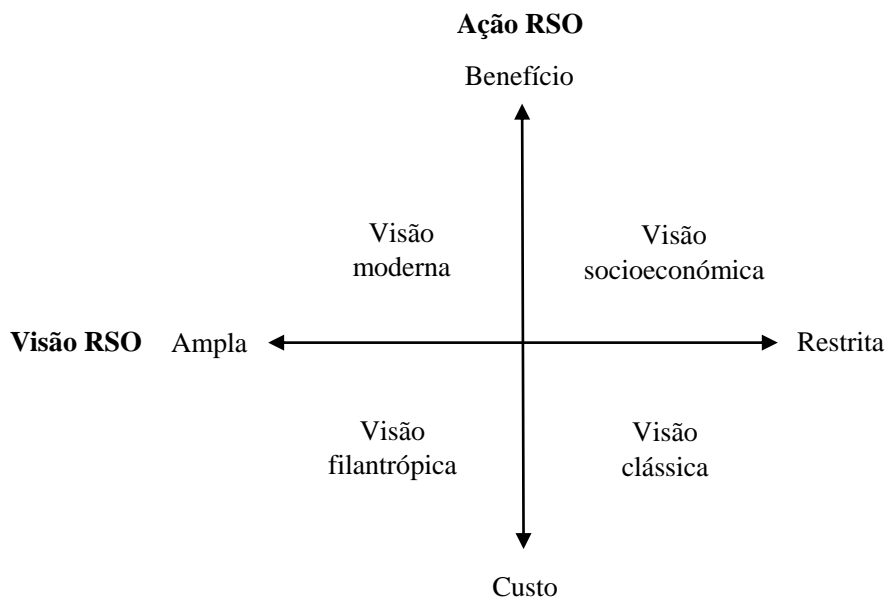 Ação RSO
Benefício
Visão
moderna
Visão
socioeconómica
Visão RSO
Ampla
Restrita
Visão
filantrópica
Visão
clássica
Custo